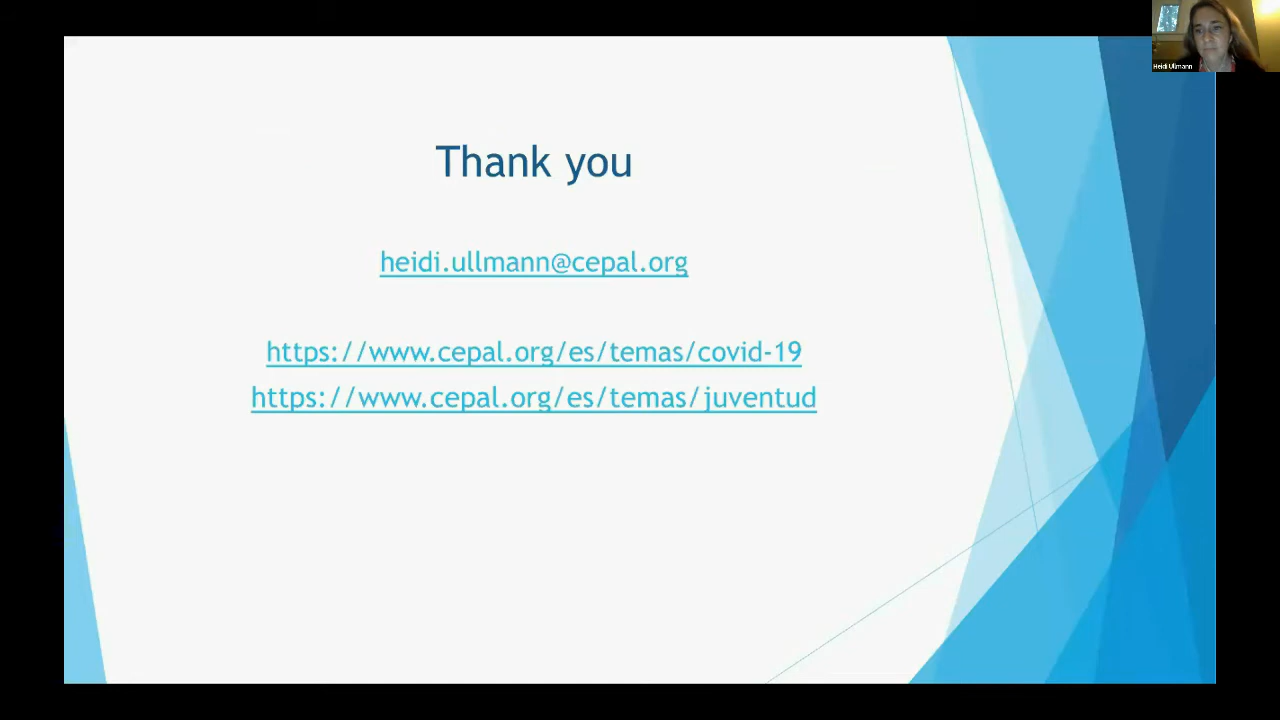 Heidi Ullmann
Thank you
heidi.ullmann@cepal.org
https://www.cepal.org/es/temas/covid-19
https://www.cepal.org/es/temas/juventud